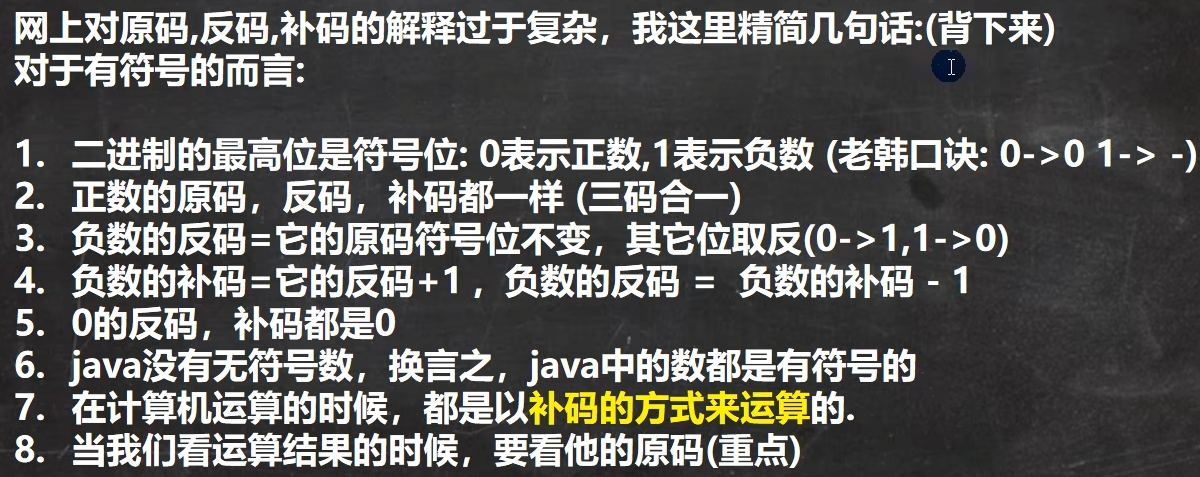 网上对原码,反码,补码的解释过于复杂，我这里精简几句话:(背下来)
对于有符号的而言:
1. 二进制的最高位是符号位: 0表示正数,1表示负数 (老韩口诀: 0->0 1-> -)
2. 正数的原码，反码，补码都一样 (三码合一)
3. 负数的反码=它的原码符号位不变，其它位取反(0->1,1->0)
4. 负数的补码=它的反码+1 ，负数的反码 = 负数的补码 - 1
5. 0的反码，补码都是0
6. java没有无符号数，换言之，java中的数都是有符号的
7. 在计算机运算的时候，都是以补码的方式来运算的.
8. 当我们看运算结果的时候，要看他的原码(重点)